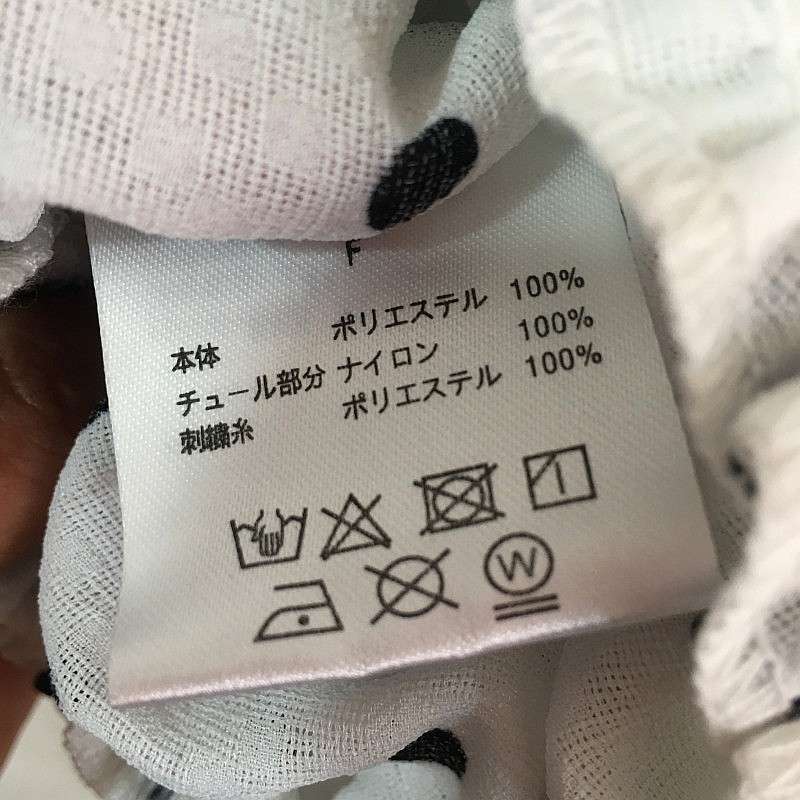 F
本体 ポリエステル 100%
チュール部分 ナイロン 100%
刺繍糸 ポリエステル 100%
W